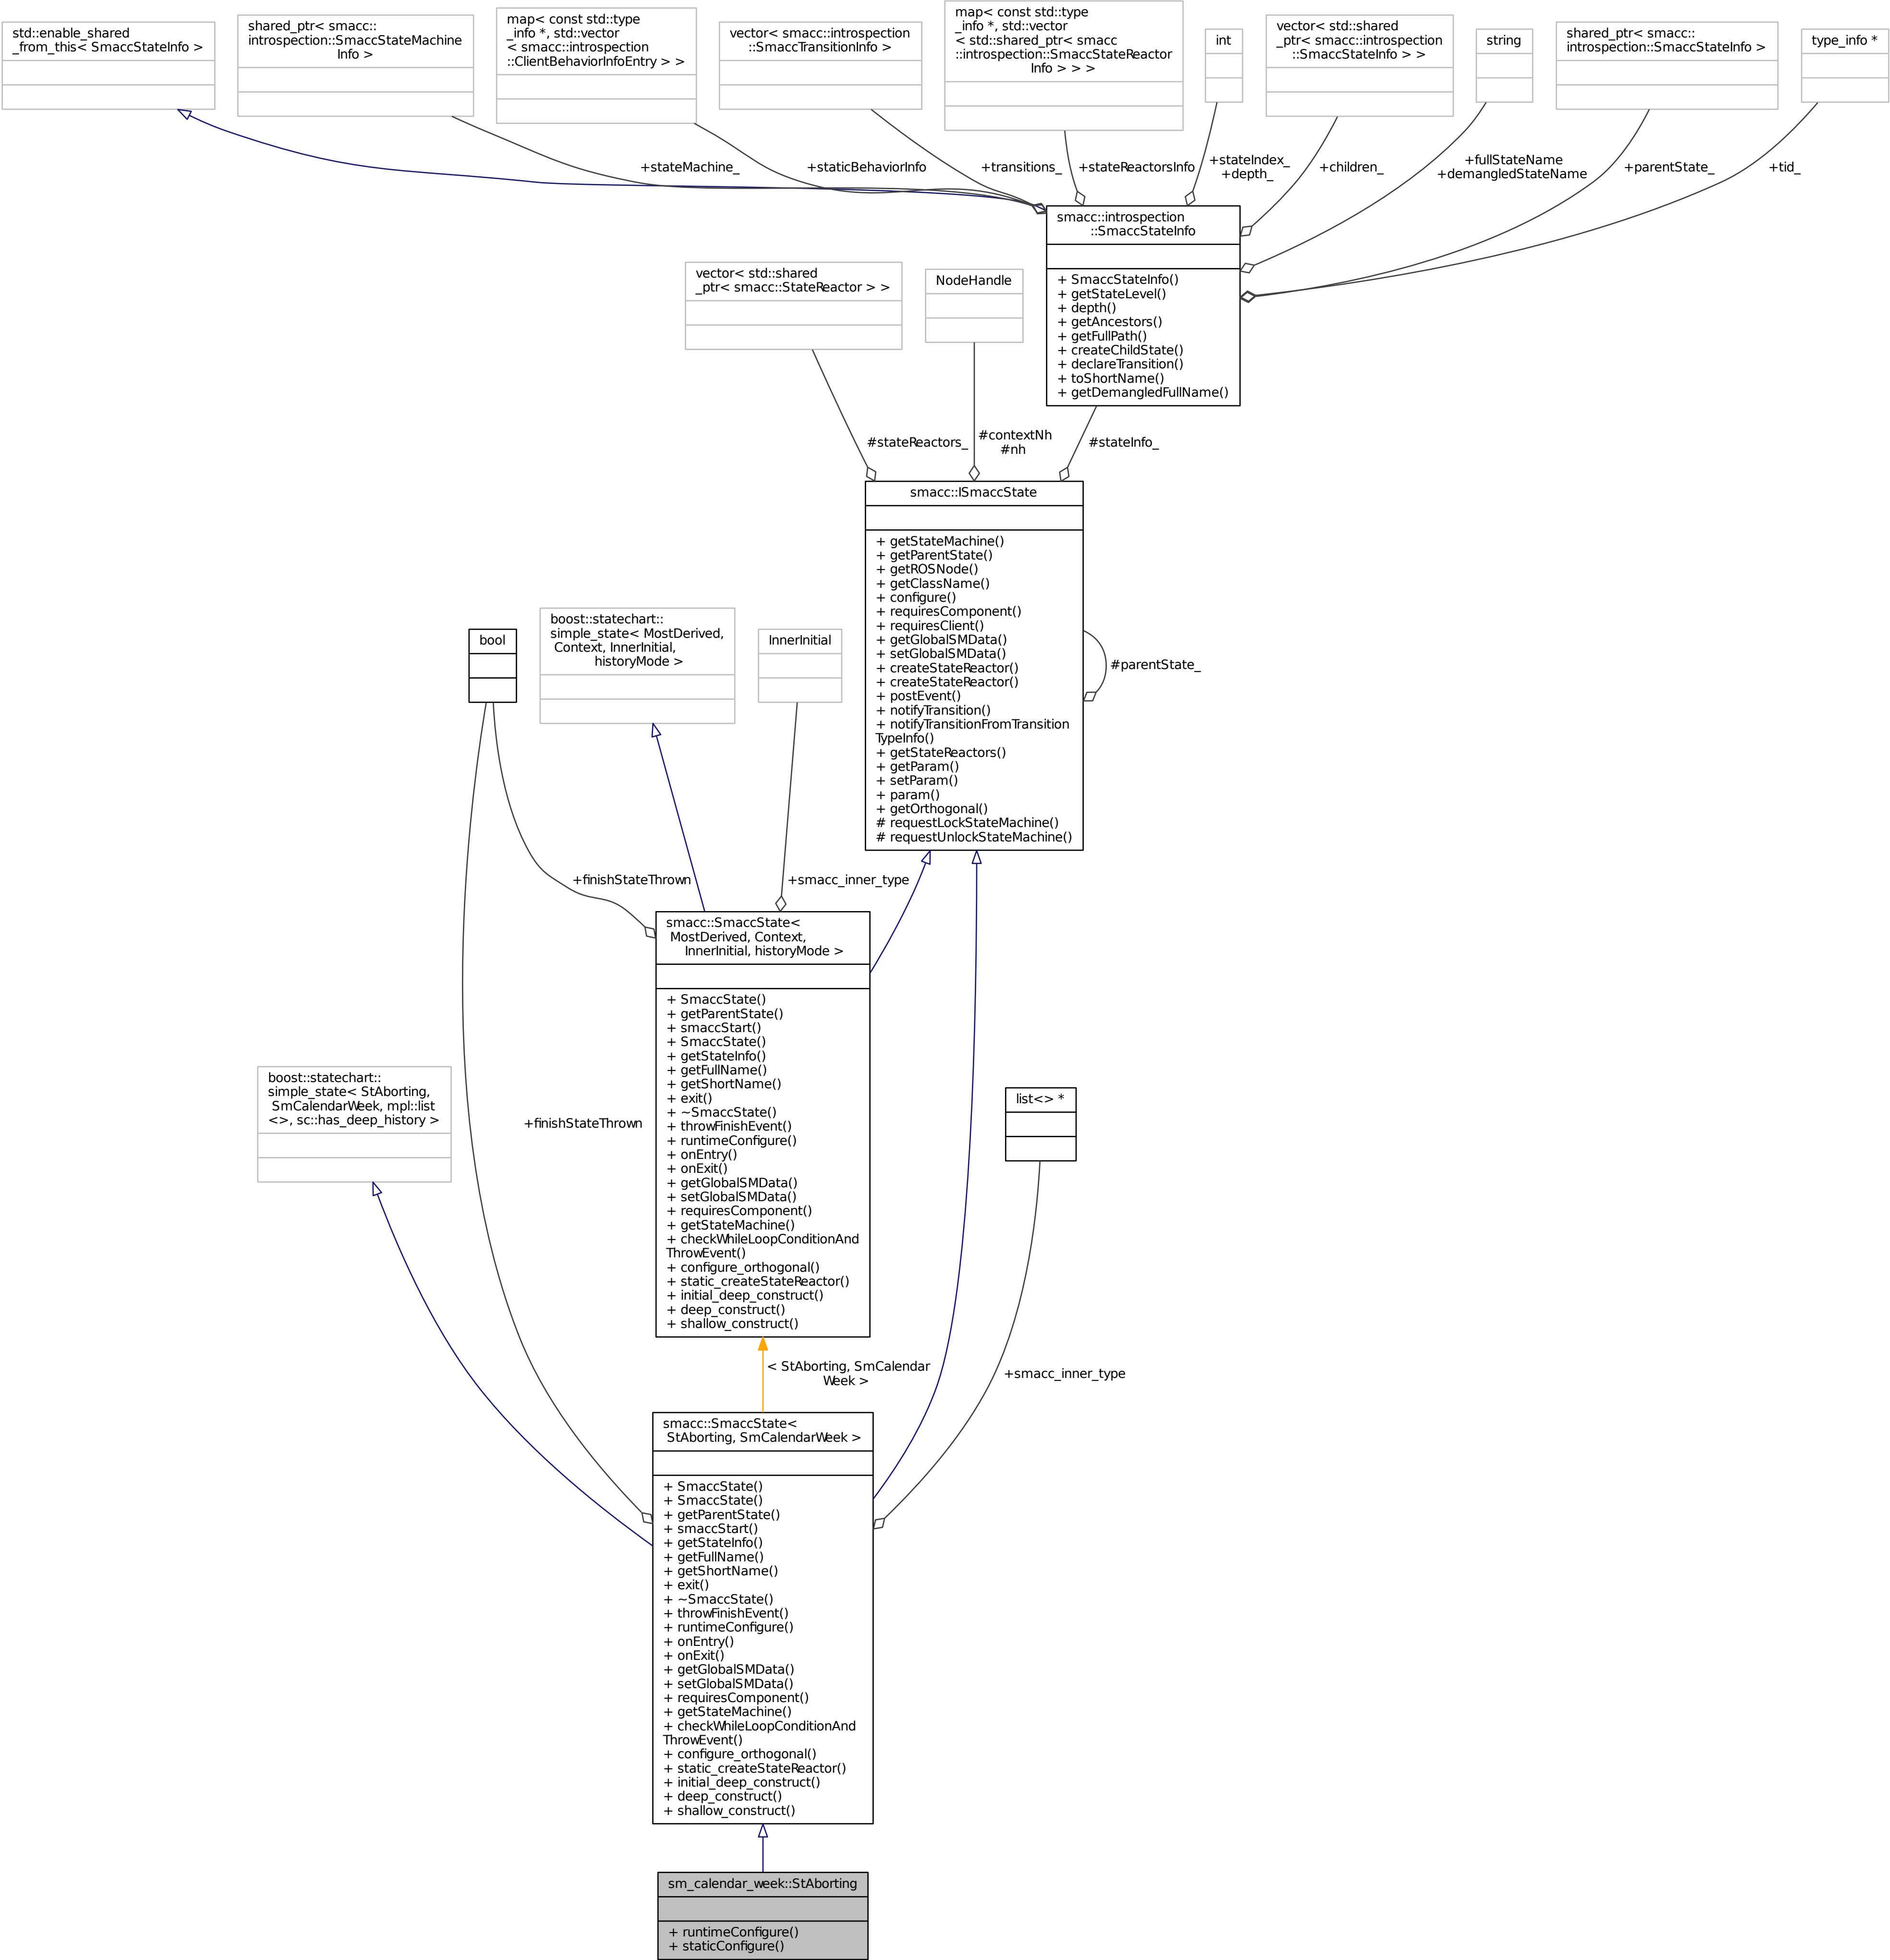 std::enable_shared
_from_this< SmaccStateInfo >
shared_ptr< smacc::
introspection::SmaccStateMachine
Info >
map< const std::type
_info *, std::vector
< smacc::introspection
::ClientBehaviorInfoEntry > >
vector< smacc::introspection
::SmaccTransitionInfo >
map< const std::type
_info *, std::vector
< std::shared_ptr< smacc
::introspection::SmaccStateReactor
Info > > >
int
vector< std::shared
_ptr< smacc::introspection
::SmaccStateInfo > >
string
shared_ptr< smacc::
introspection::SmaccStateInfo >
type_info *
+stateMachine_
+staticBehaviorInfo
+transitions_
+stateReactorsInfo
+stateIndex_
+depth_
+children_
+fullStateName
+demangledStateName
+parentState_
+tid_
smacc::introspection
::SmaccStateInfo
+ SmaccStateInfo()
+ getStateLevel()
+ depth()
+ getAncestors()
+ getFullPath()
+ createChildState()
+ declareTransition()
+ toShortName()
+ getDemangledFullName()
vector< std::shared
_ptr< smacc::StateReactor > >
NodeHandle
#stateReactors_
#contextNh
#nh
#stateInfo_
smacc::ISmaccState
+ getStateMachine()
+ getParentState()
+ getROSNode()
+ getClassName()
+ configure()
+ requiresComponent()
+ requiresClient()
+ getGlobalSMData()
+ setGlobalSMData()
+ createStateReactor()
+ createStateReactor()
+ postEvent()
+ notifyTransition()
+ notifyTransitionFromTransition
TypeInfo()
+ getStateReactors()
+ getParam()
+ setParam()
+ param()
+ getOrthogonal()
# requestLockStateMachine()
# requestUnlockStateMachine()
#parentState_
bool
boost::statechart::
simple_state< MostDerived,
Context, InnerInitial,
historyMode >
InnerInitial
+finishStateThrown
+smacc_inner_type
smacc::SmaccState<
MostDerived, Context,
InnerInitial, historyMode >
+ SmaccState()
+ getParentState()
+ smaccStart()
+ SmaccState()
+ getStateInfo()
+ getFullName()
+ getShortName()
+ exit()
+ ~SmaccState()
+ throwFinishEvent()
+ runtimeConfigure()
+ onEntry()
+ onExit()
+ getGlobalSMData()
+ setGlobalSMData()
+ requiresComponent()
+ getStateMachine()
+ checkWhileLoopConditionAnd
ThrowEvent()
+ configure_orthogonal()
+ static_createStateReactor()
+ initial_deep_construct()
+ deep_construct()
+ shallow_construct()
boost::statechart::
simple_state< StAborting,
SmCalendarWeek, mpl::list
<>, sc::has_deep_history >
+finishStateThrown
list<> *
< StAborting, SmCalendar
Week >
+smacc_inner_type
smacc::SmaccState<
StAborting, SmCalendarWeek >
+ SmaccState()
+ SmaccState()
+ getParentState()
+ smaccStart()
+ getStateInfo()
+ getFullName()
+ getShortName()
+ exit()
+ ~SmaccState()
+ throwFinishEvent()
+ runtimeConfigure()
+ onEntry()
+ onExit()
+ getGlobalSMData()
+ setGlobalSMData()
+ requiresComponent()
+ getStateMachine()
+ checkWhileLoopConditionAnd
ThrowEvent()
+ configure_orthogonal()
+ static_createStateReactor()
+ initial_deep_construct()
+ deep_construct()
+ shallow_construct()
sm_calendar_week::StAborting
+ runtimeConfigure()
+ staticConfigure()